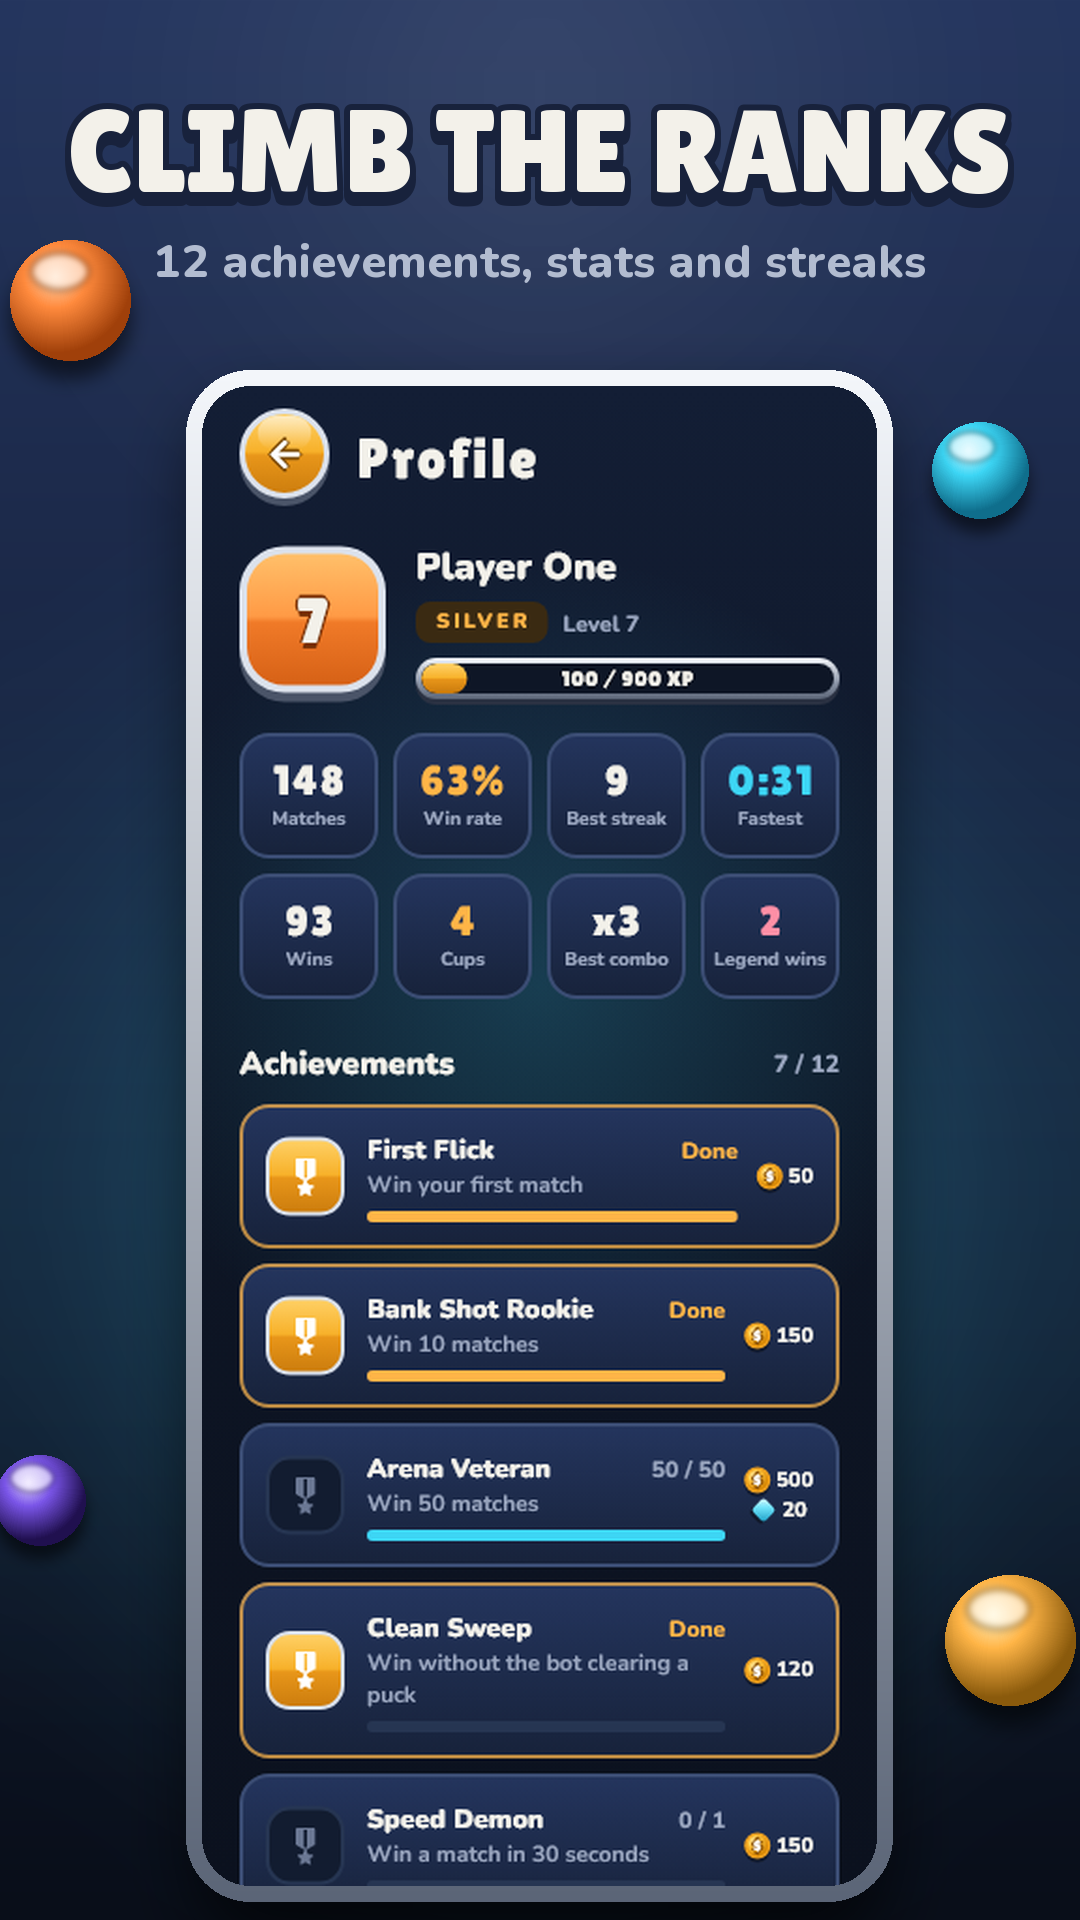 CLIMB THE RANKS
12 achievements, stats and streaks
Profile
7
Player One
SILVER Level 7
100 / 900 XP
148 63% 9 0:31
Matches Win rate Best streak Fastest
93 4 x3 2
Wins Cups Best combo Legend wins
Achievements 7 / 12
First Flick Done
Win your first match 50
Bank Shot Rookie Done
Win 10 matches 150
Arena Veteran 50 / 50 500
Win 50 matches 20
Clean Sweep Done
Win without the bot clearing a 120
puck
Speed Demon 0 / 1
Win a match in 30 seconds 150